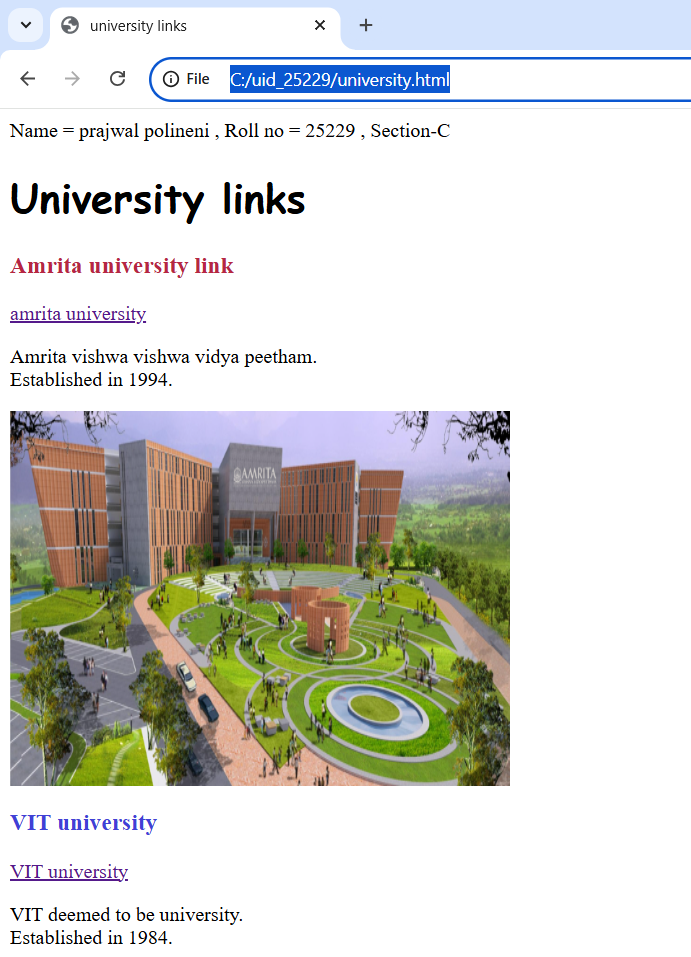 university links
File C:/uid_25229/university.html
Name = prajwal polineni , Roll no = 25229 , Section-C
University links
Amrita university link
amrita university
Amrita vishwa vishwa vidya peetham.
Established in 1994.
AMRITA
VIT university
VIT university
VIT deemed to be university.
Established in 1984.